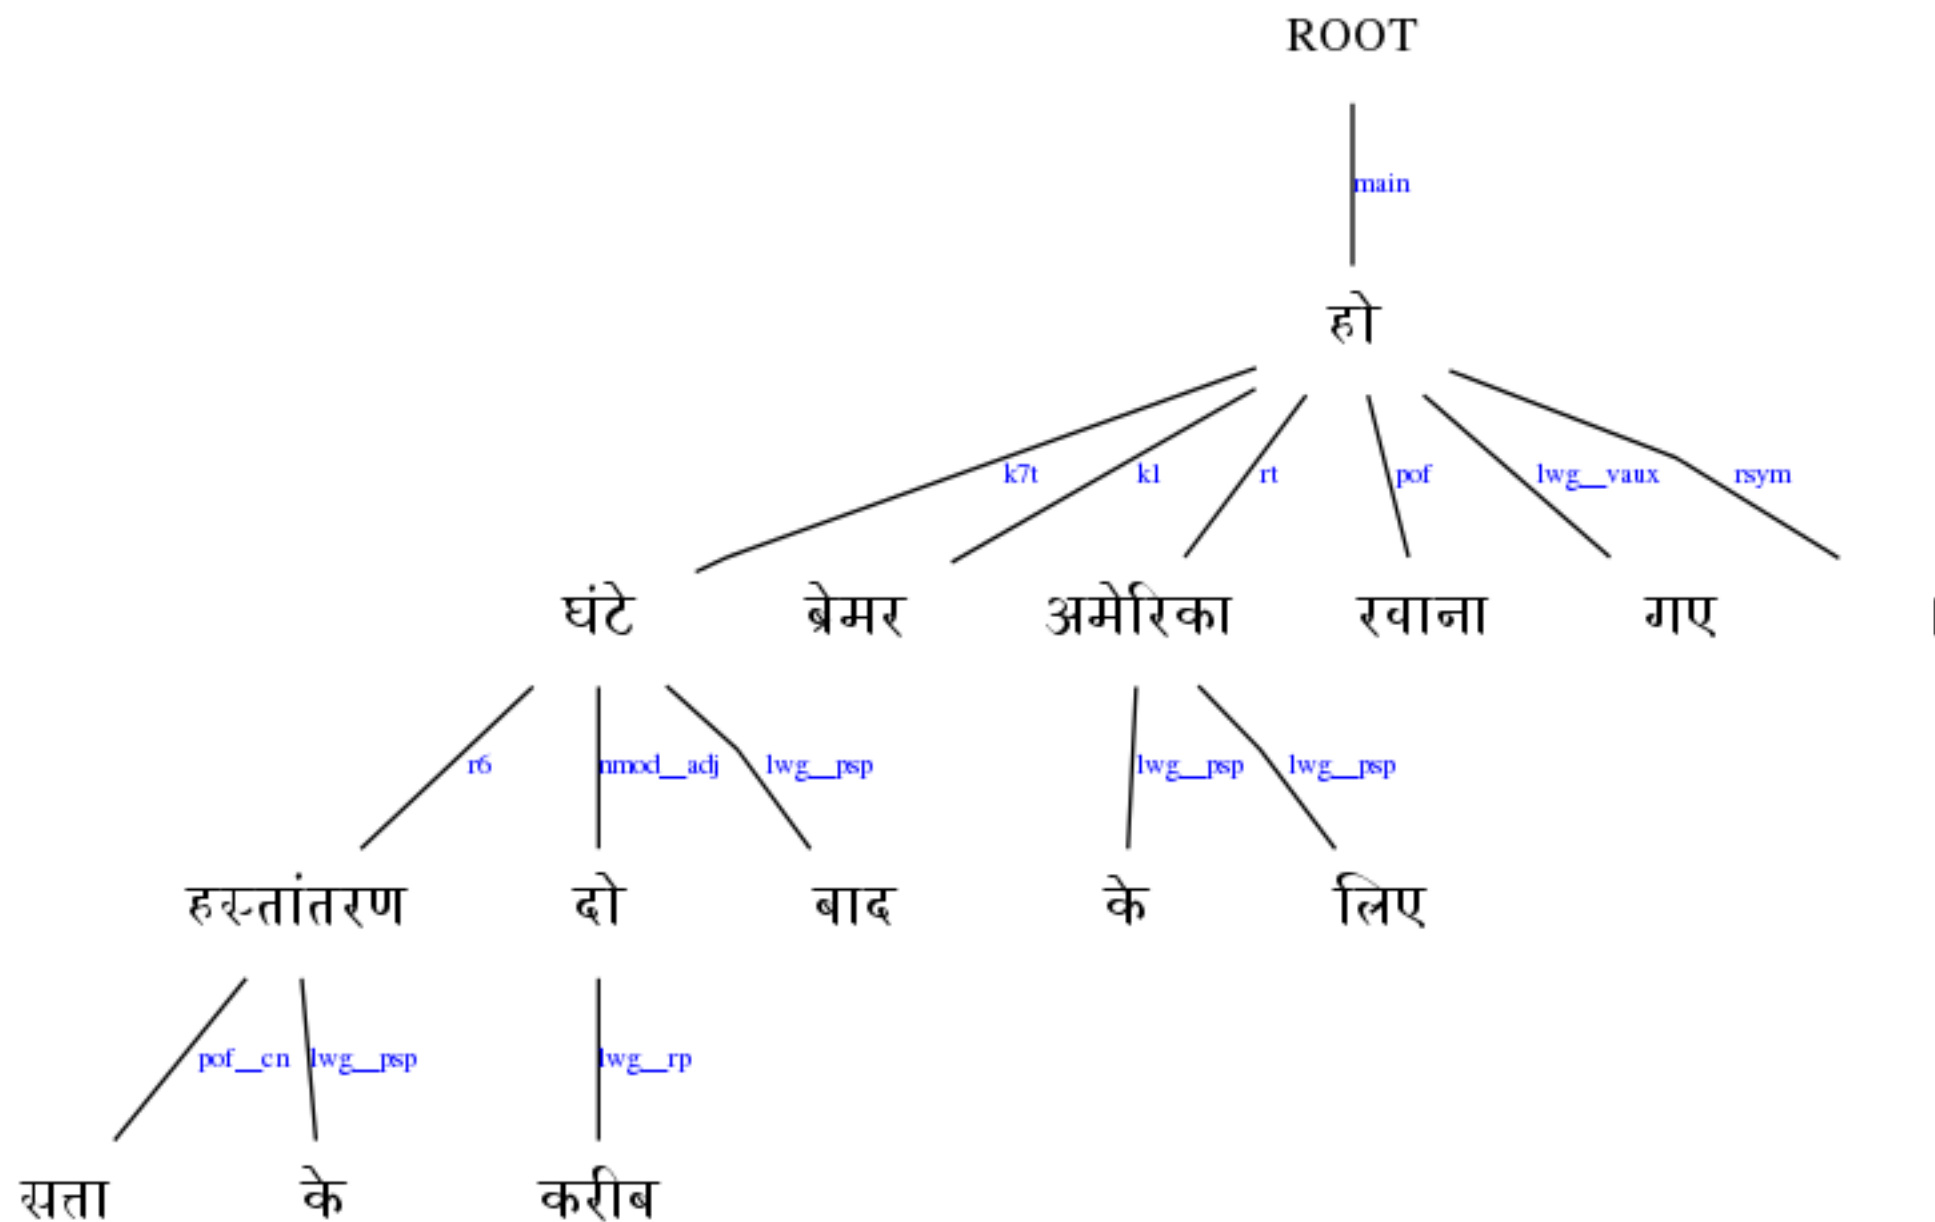 ROOT
main
हो
k7t k1 rt pof lwg__vaux rsym
घंटे ब्रेमर अमेरिका रवाना गए ।
r6 nmod__adj lwg__psp lwg__psp lwg__psp
हस्तांतरण दो बाद के लिए
pof__cn lwg__psp lwg__rp
सत्ता के करीब